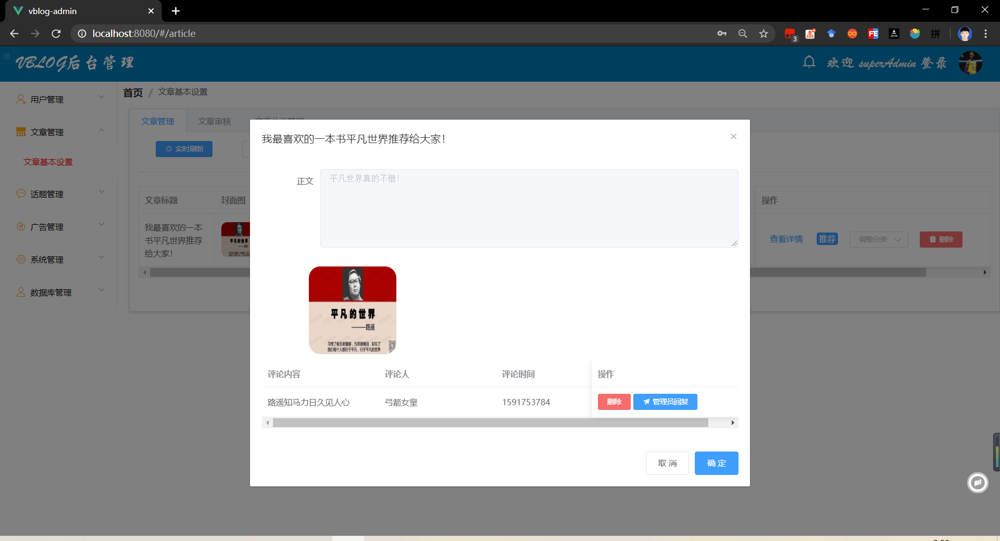 vblog-admin
localhost:8080/#/article
3
FE
拼
VBLOG后台管理
欢迎 superAdmin 登录
用户管理
文章管理
文章基本设置
话题管理
广告管理
系统管理
数据库管理
首页 / 文章基本设置
文章管理
文章审核
实时刷新
文章标题
封面图
操作
我最喜欢的一本
书平凡世界推荐
给大家！
查看详情
推荐
调整分类
删除
我最喜欢的一本书平凡世界推荐给大家！
正文
平凡世界真的不错！
平凡的世界
——路遥
评论内容
评论人
评论时间
操作
路遥知马力日久见人心
弓箭女皇
1591753784
删除
管理员回复
取 消
确 定